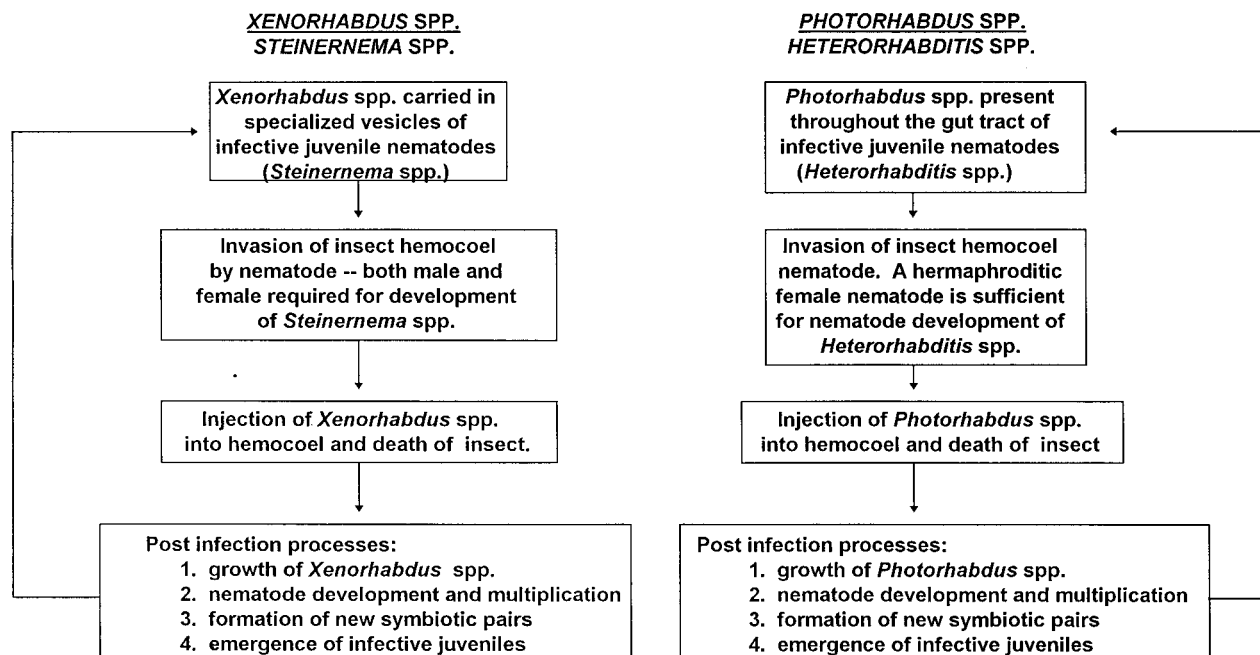 XENORHABDUS SPP.
STEINERNEMA SPP.
Xenorhabdus spp. carried in
specialized vesicles of
infective juvenile nematodes
(Steinernema spp.)
Invasion of insect hemocoel
by nematode -- both male and
female required for development
of Steinernema spp.
Injection of Xenorhabdus spp.
into hemocoel and death of insect.
Post infection processes:
1. growth of Xenorhabdus spp.
2. nematode development and multiplication
3. formation of new symbiotic pairs
4. emergence of infective juveniles
PHOTORHABDUS SPP.
HETERORHABDITIS SPP.
Photorhabdus spp. present
throughout the gut tract of
infective juvenile nematodes
(Heterorhabditis spp.)
Invasion of insect hemocoel
nematode. A hermaphroditic
female nematode is sufficient
for nematode development of
Heterorhabditis spp.
Injection of Photorhabdus spp.
into hemocoel and death of insect
Post infection processes:
1. growth of Photorhabdus spp.
2. nematode development and multiplication
3. formation of new symbiotic pairs
4. emergence of infective juveniles